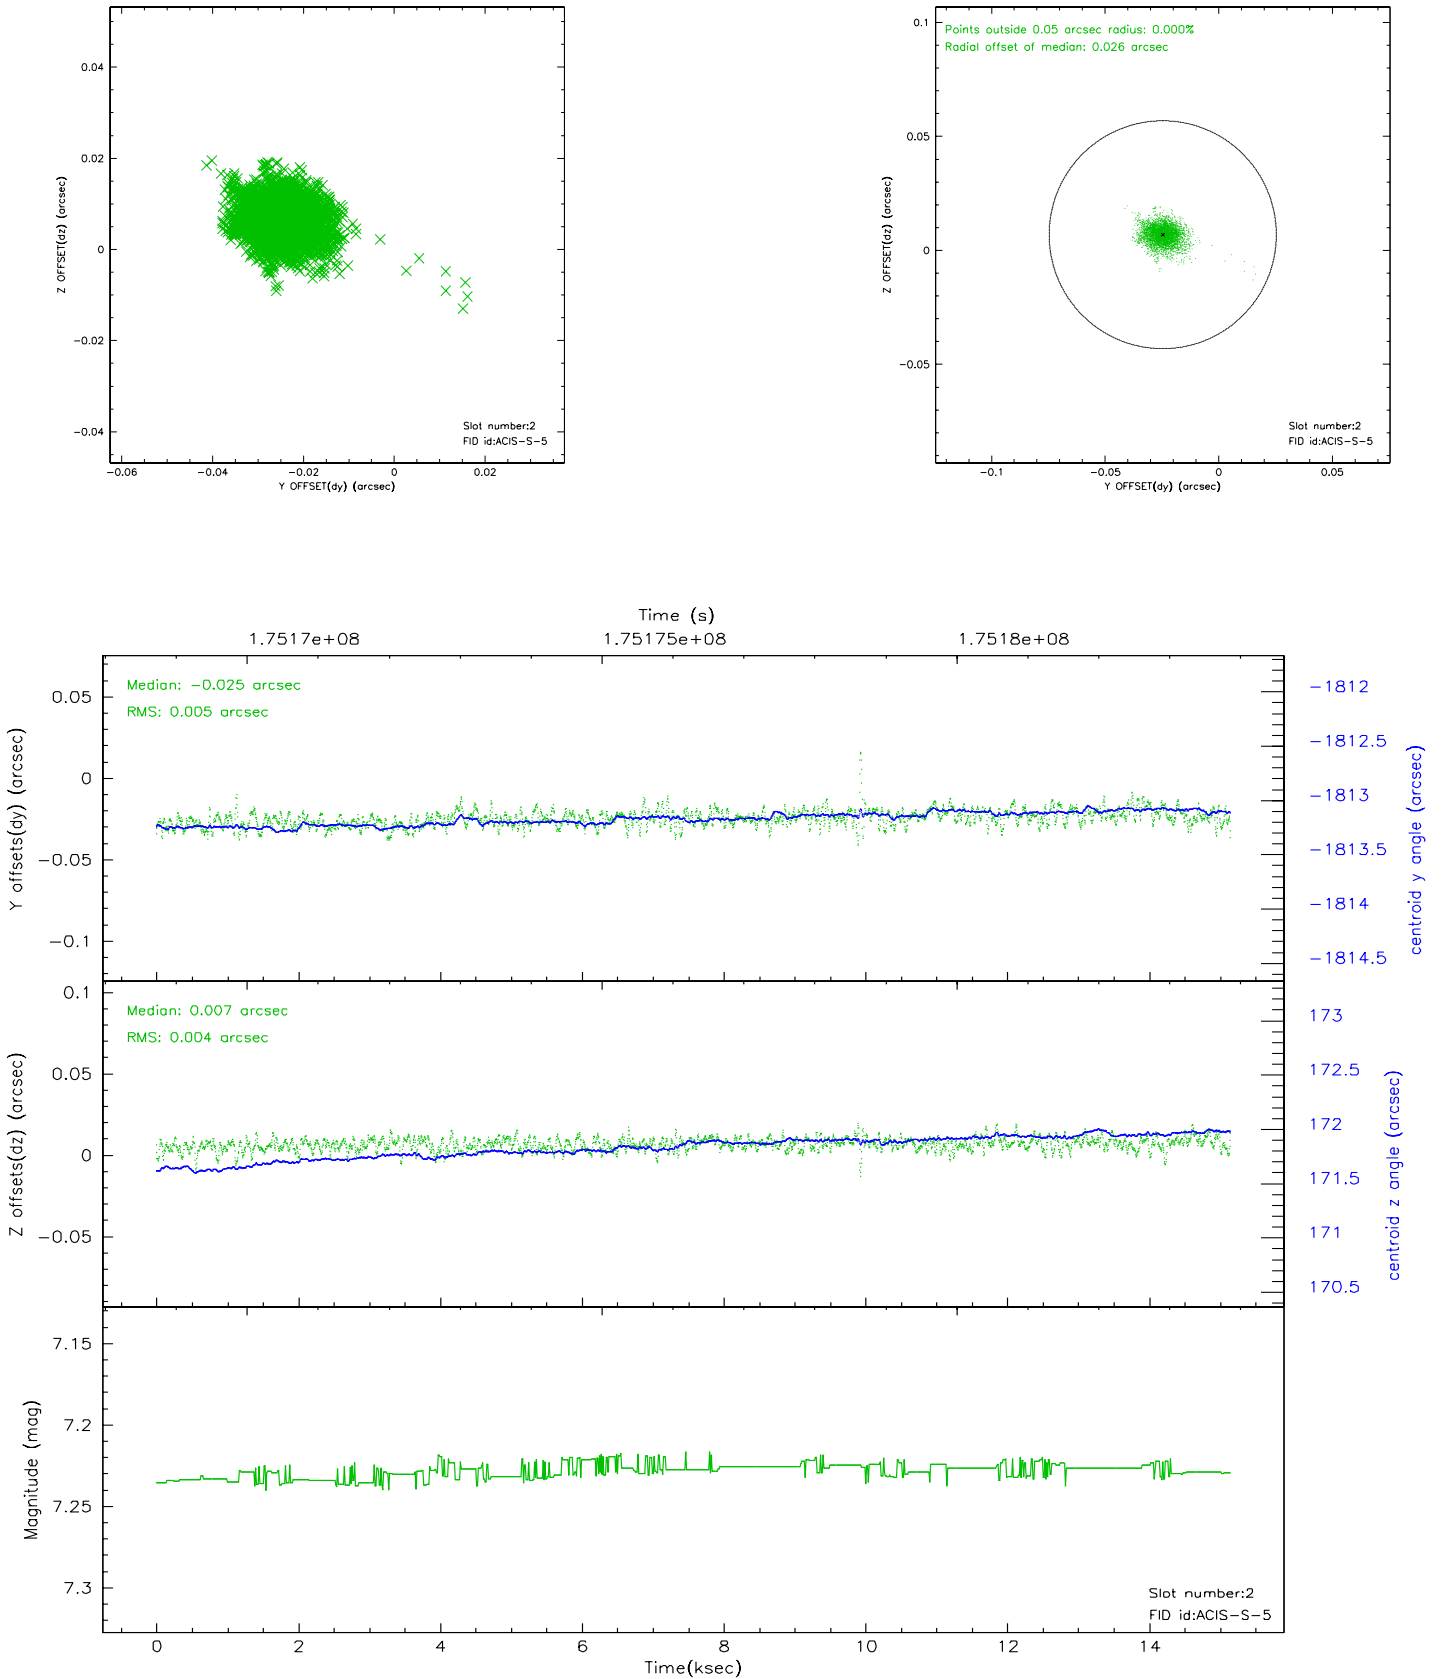 0.04
0.02
0
−0.02
−0.04
Z OFFSET(dz) (arcsec)
Slot number:2
FID id:ACIS−S−5
−0.06
−0.04
−0.02
0
0.02
Y OFFSET(dy) (arcsec)
Points outside 0.05 arcsec radius: 0.000%
Radial offset of median: 0.026 arcsec
0.1
0.05
0
−0.05
Z OFFSET(dz) (arcsec)
Slot number:2
FID id:ACIS−S−5
−0.1
−0.05
0
0.05
Y OFFSET(dy) (arcsec)
Time (s)
1.7517e+08
1.75175e+08
1.7518e+08
Median: −0.025 arcsec
RMS: 0.005 arcsec
0.05
0
−0.05
−0.1
Y offsets(dy) (arcsec)
−1812
−1812.5
−1813
−1813.5
−1814
−1814.5
centroid y angle (arcsec)
Median: 0.007 arcsec
RMS: 0.004 arcsec
0.1
0.05
0
−0.05
Z offsets(dz) (arcsec)
173
172.5
172
171.5
171
170.5
centroid z angle (arcsec)
7.15
7.2
7.25
7.3
Magnitude (mag)
Slot number:2
FID id:ACIS−S−5
0
2
4
6
8
10
12
14
Time(ksec)